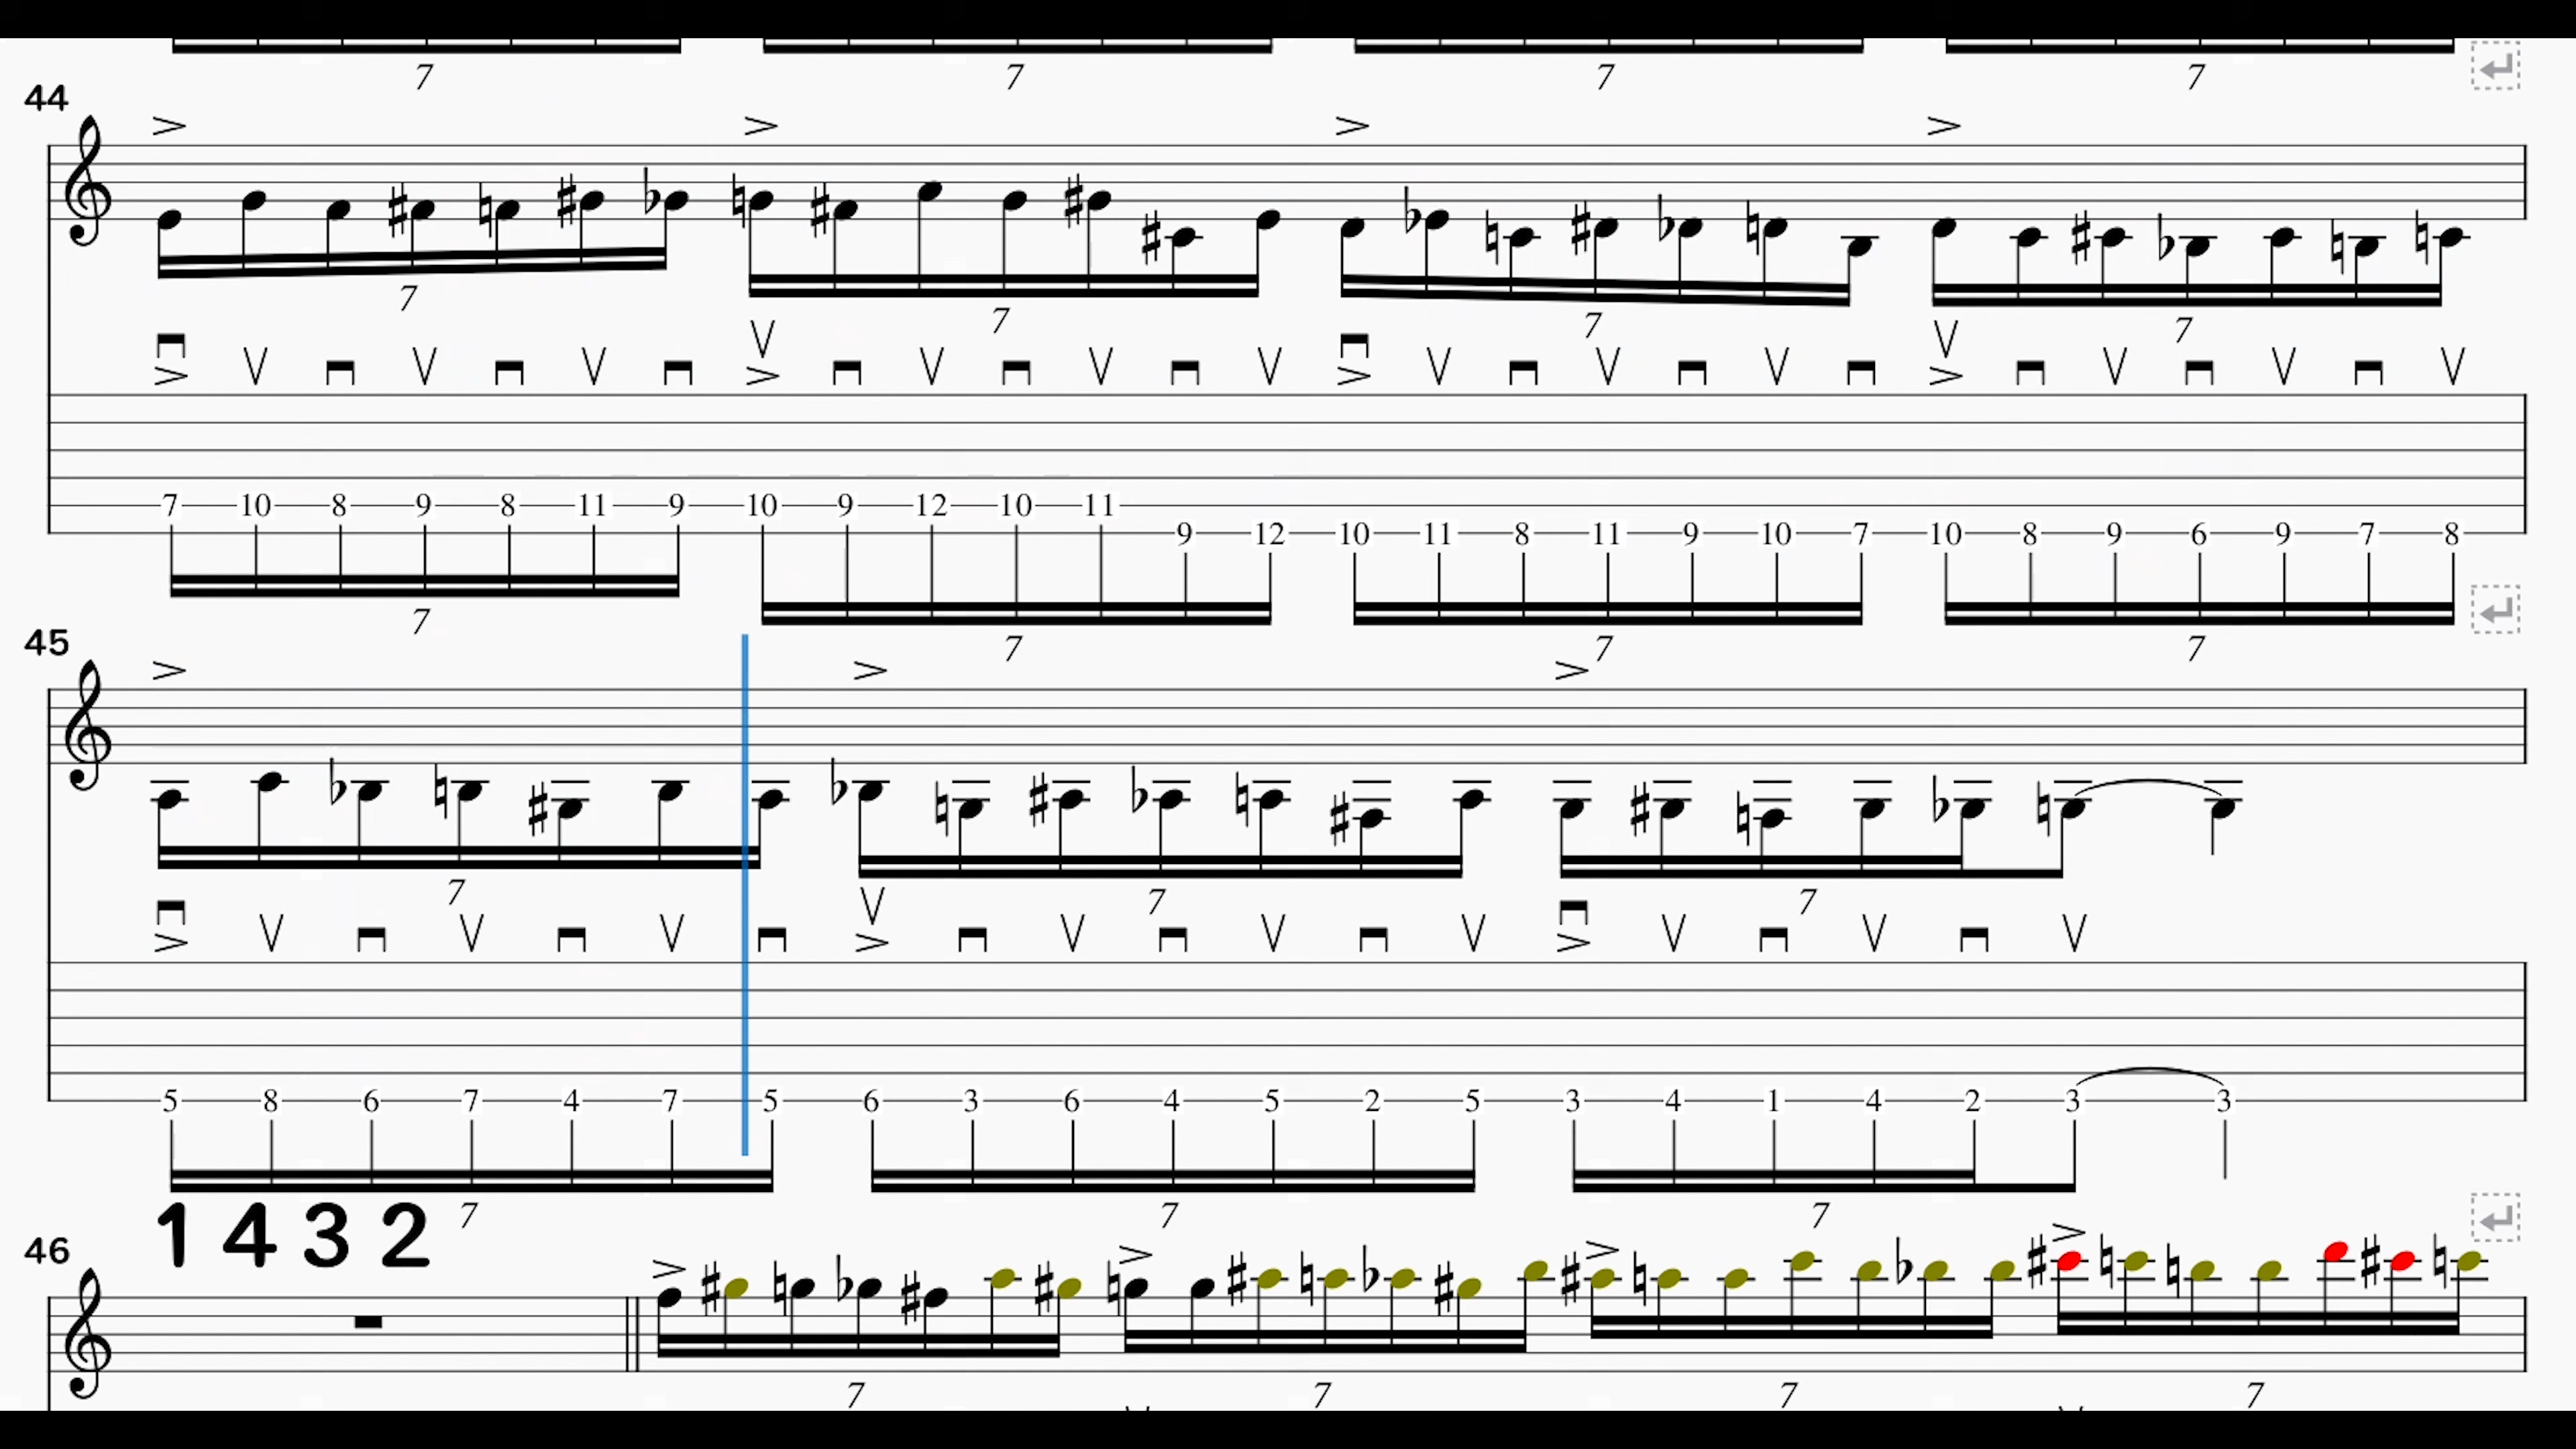 7 7 7 7
44
7 7 7 7
7 10 8 9 8 11 9 10 9 12 10 11
9 12 10 11 8 11 9 10 7 10 8 9 6 9 7 8
7 7 7 7
45
7 7 7
5 8 6 7 4 7 5 6 3 6 4 5 2 5 3 4 1 4 2 3 3
7 7 7
1 4 3 2
46
7 7 7 7